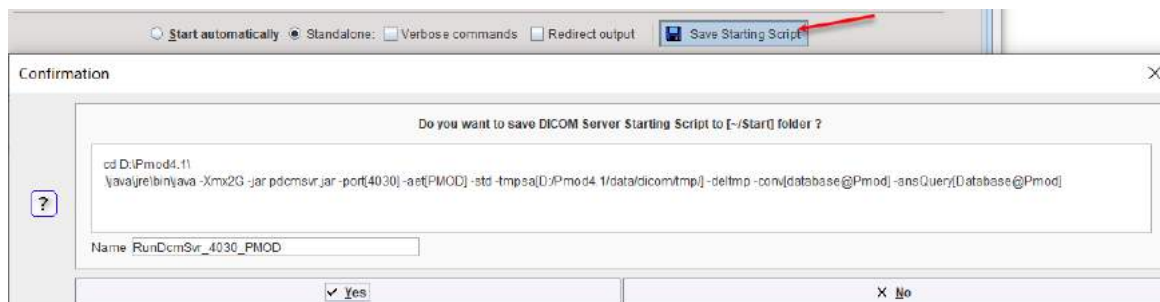 Start automatically Standalone: Verbose commands Redirect output Save Starting Script
Confirmation
Do you want to save DICOM Server Starting Script to [~/Start] folder ?
cd D:\Pmod4.1\
.\java\jre\bin\java -Xmx2G -jar pdcmsvr.jar -port[4030] -aet[PMOD] -std -tmpsa[D:/Pmod4.1/data/dicom/tmp/] -deltmp -conv[database@Pmod] -ansQuery[Database@Pmod]
?
Name RunDcmSvr_4030_PMOD
Yes No